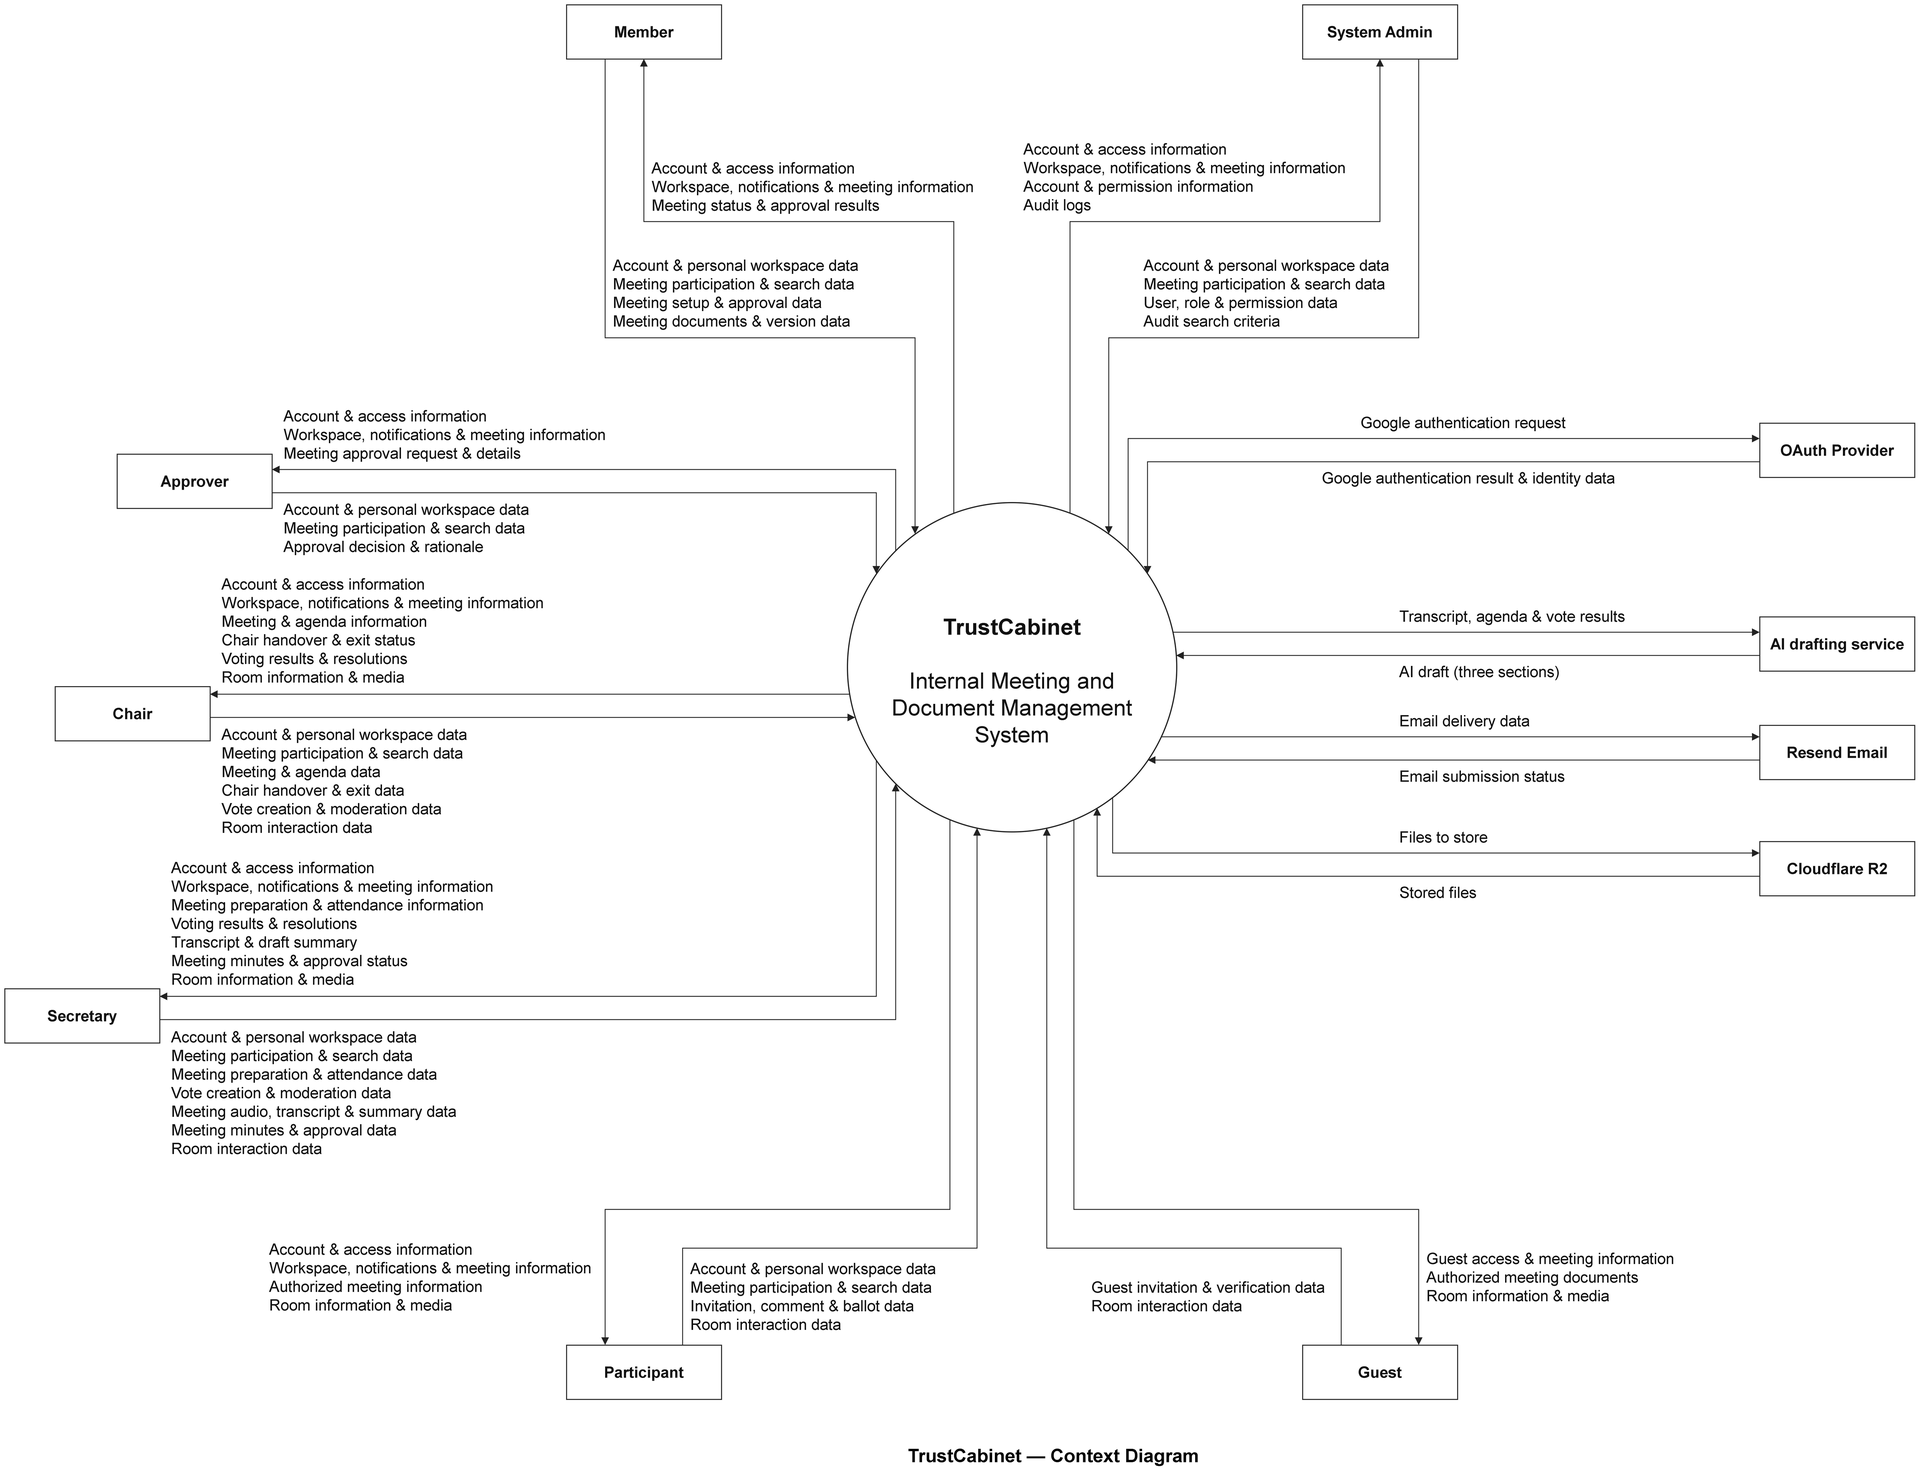 Member
System Admin
Account & access information
Workspace, notifications & meeting information
Meeting status & approval results
Account & access information
Workspace, notifications & meeting information
Account & permission information
Audit logs
Account & personal workspace data
Meeting participation & search data
Meeting setup & approval data
Meeting documents & version data
Account & personal workspace data
Meeting participation & search data
User, role & permission data
Audit search criteria
Account & access information
Workspace, notifications & meeting information
Meeting approval request & details
Approver
Account & personal workspace data
Meeting participation & search data
Approval decision & rationale
Google authentication request
OAuth Provider
Google authentication result & identity data
Account & access information
Workspace, notifications & meeting information
Meeting & agenda information
Chair handover & exit status
Voting results & resolutions
Room information & media
Chair
Account & personal workspace data
Meeting participation & search data
Meeting & agenda data
Chair handover & exit data
Vote creation & moderation data
Room interaction data
TrustCabinet
Internal Meeting and
Document Management
System
Transcript, agenda & vote results
AI drafting service
AI draft (three sections)
Email delivery data
Resend Email
Email submission status
Files to store
Cloudflare R2
Stored files
Account & access information
Workspace, notifications & meeting information
Meeting preparation & attendance information
Voting results & resolutions
Transcript & draft summary
Meeting minutes & approval status
Room information & media
Secretary
Account & personal workspace data
Meeting participation & search data
Meeting preparation & attendance data
Vote creation & moderation data
Meeting audio, transcript & summary data
Meeting minutes & approval data
Room interaction data
Account & access information
Workspace, notifications & meeting information
Authorized meeting information
Room information & media
Account & personal workspace data
Meeting participation & search data
Invitation, comment & ballot data
Room interaction data
Guest invitation & verification data
Room interaction data
Guest access & meeting information
Authorized meeting documents
Room information & media
Participant
Guest
TrustCabinet — Context Diagram